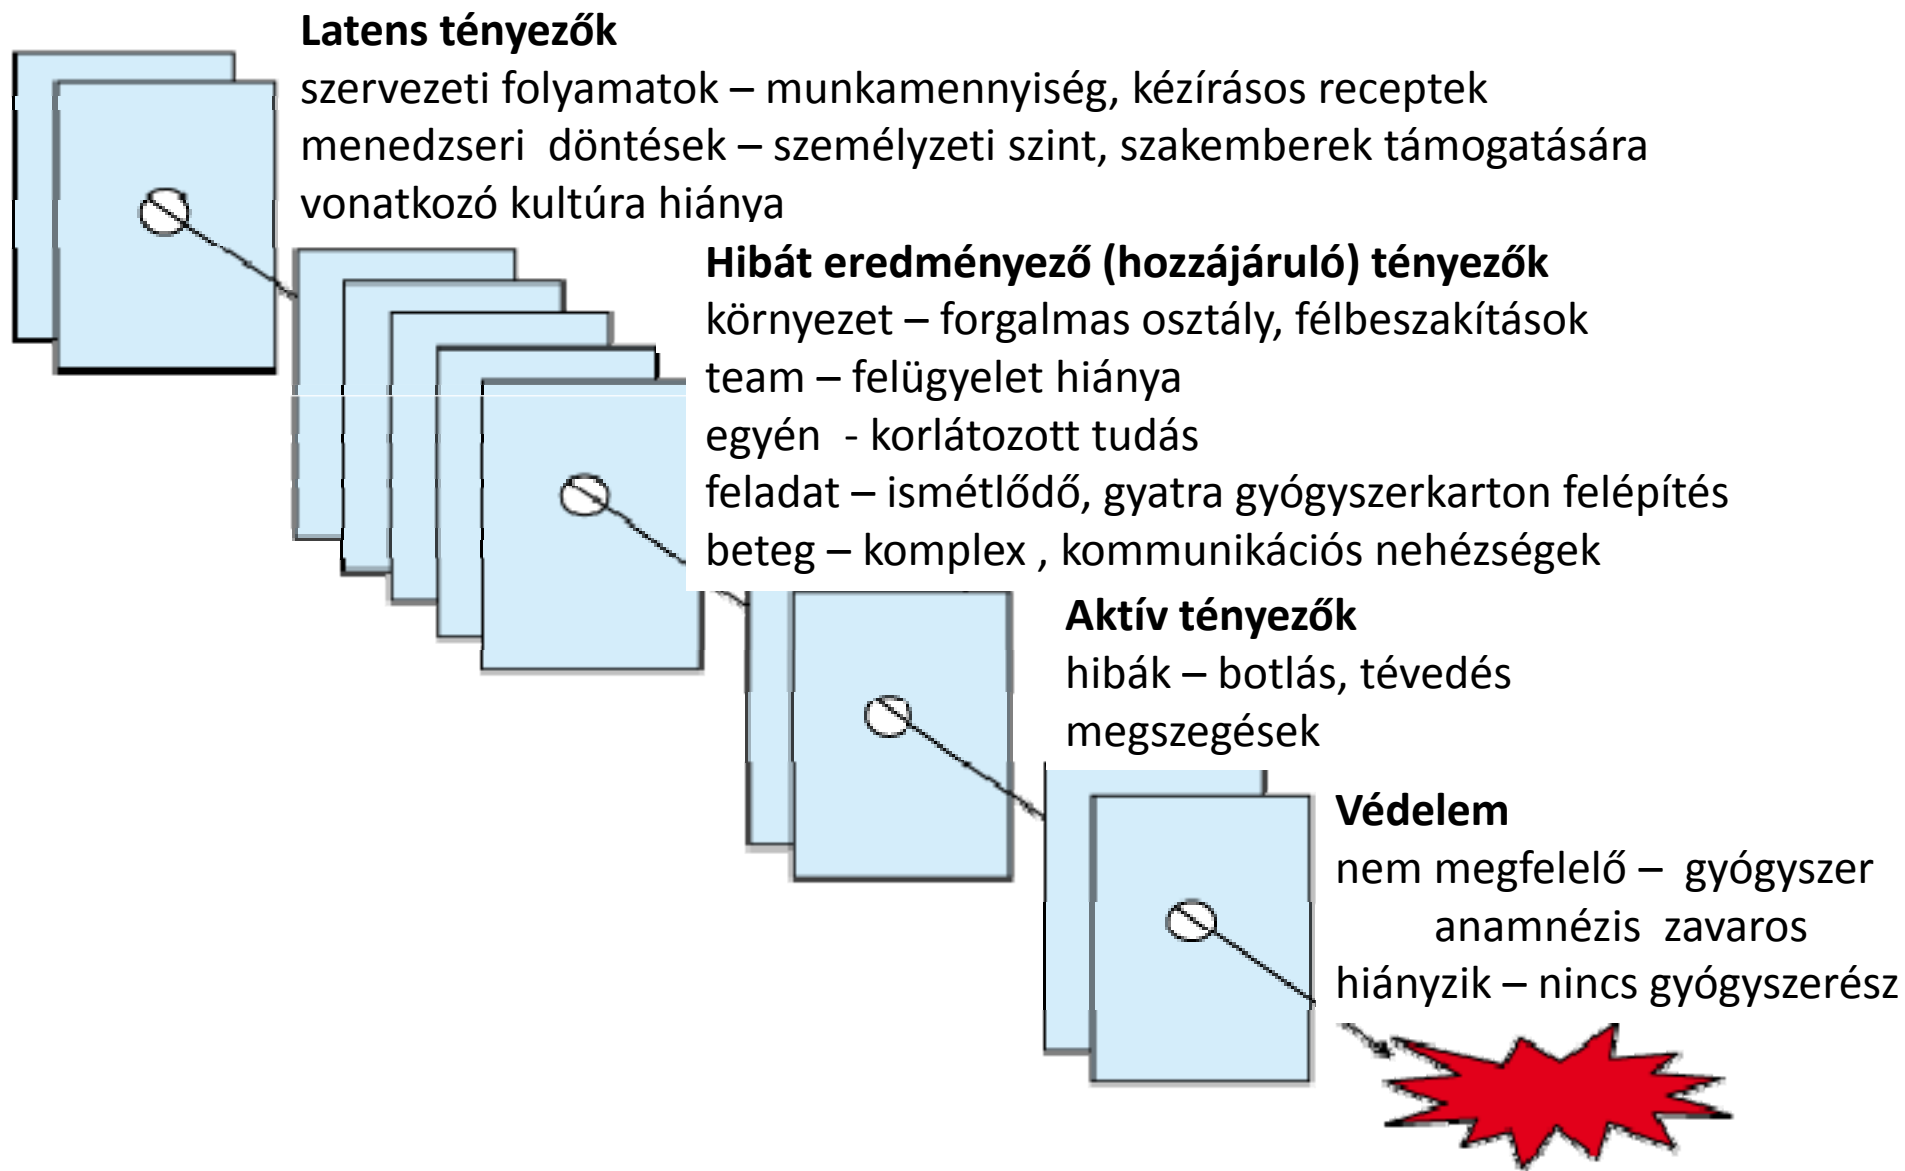 Latens tényezők
szervezeti folyamatok – munkamennyiség, kézírásos receptek
menedzseri döntések – személyzeti szint, szakemberek támogatására
vonatkozó kultúra hiánya
Hibát eredményező (hozzájáruló) tényezők
környezet – forgalmas osztály, félbeszakítások
team – felügyelet hiánya
egyén - korlátozott tudás
feladat – ismétlődő, gyatra gyógyszerkarton felépítés
beteg – komplex , kommunikációs nehézségek
Aktív tényezők
hibák – botlás, tévedés
megszegések
Védelem
nem megfelelő – gyógyszer
anamnézis zavaros
hiányzik – nincs gyógyszerész